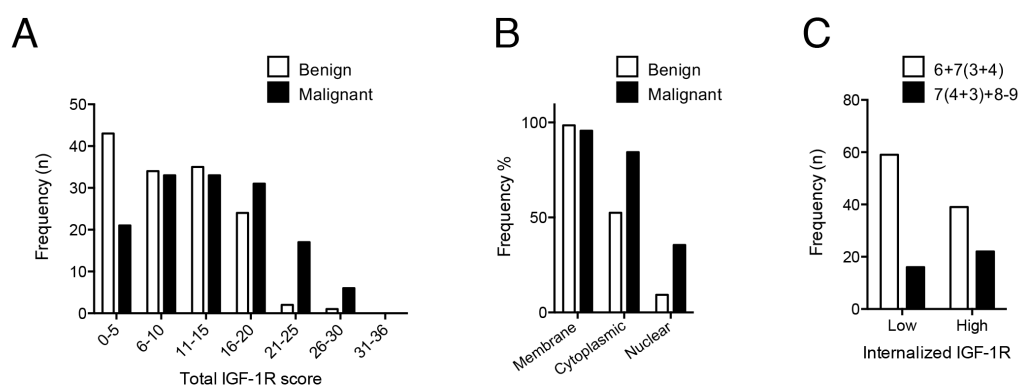 A
Benign
Malignant
50
40
30
20
10
0
Frequency (n)
0-5
6-10
11-15
16-20
21-25
26-30
31-36
Total IGF-1R score
B
Benign
Malignant
100
50
0
Frequency %
Membrane
Cytoplasmic
Nuclear
C
6+7(3+4)
7(4+3)+8-9
80
60
40
20
0
Frequency (n)
Low
High
Internalized IGF-1R